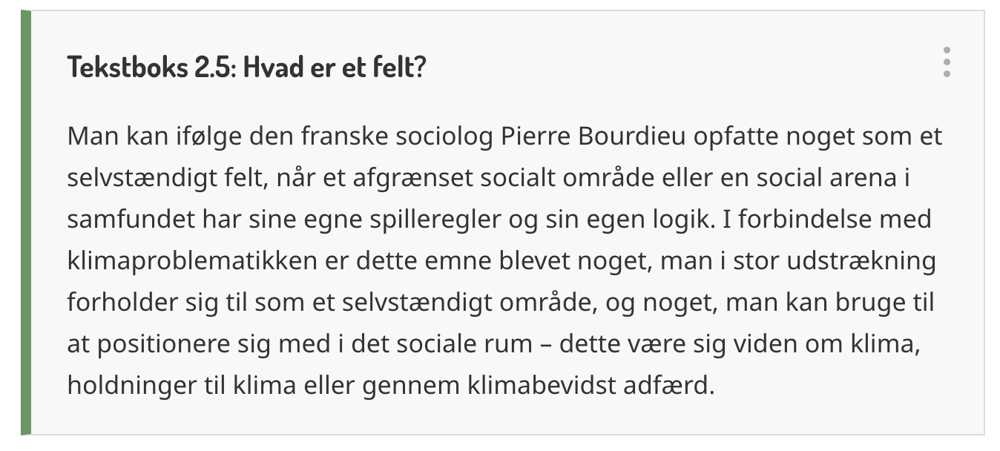 Tekstboks 2.5: Hvad er et felt?
Man kan ifølge den franske sociolog Pierre Bourdieu opfatte noget som et
selvstændigt felt, når et afgrænset socialt område eller en social arena i
samfundet har sine egne spilleregler og sin egen logik. I forbindelse med
klimaproblematikken er dette emne blevet noget, man i stor udstrækning
forholder sig til som et selvstændigt område, og noget, man kan bruge til
at positionere sig med i det sociale rum – dette være sig viden om klima,
holdninger til klima eller gennem klimabevidst adfærd.